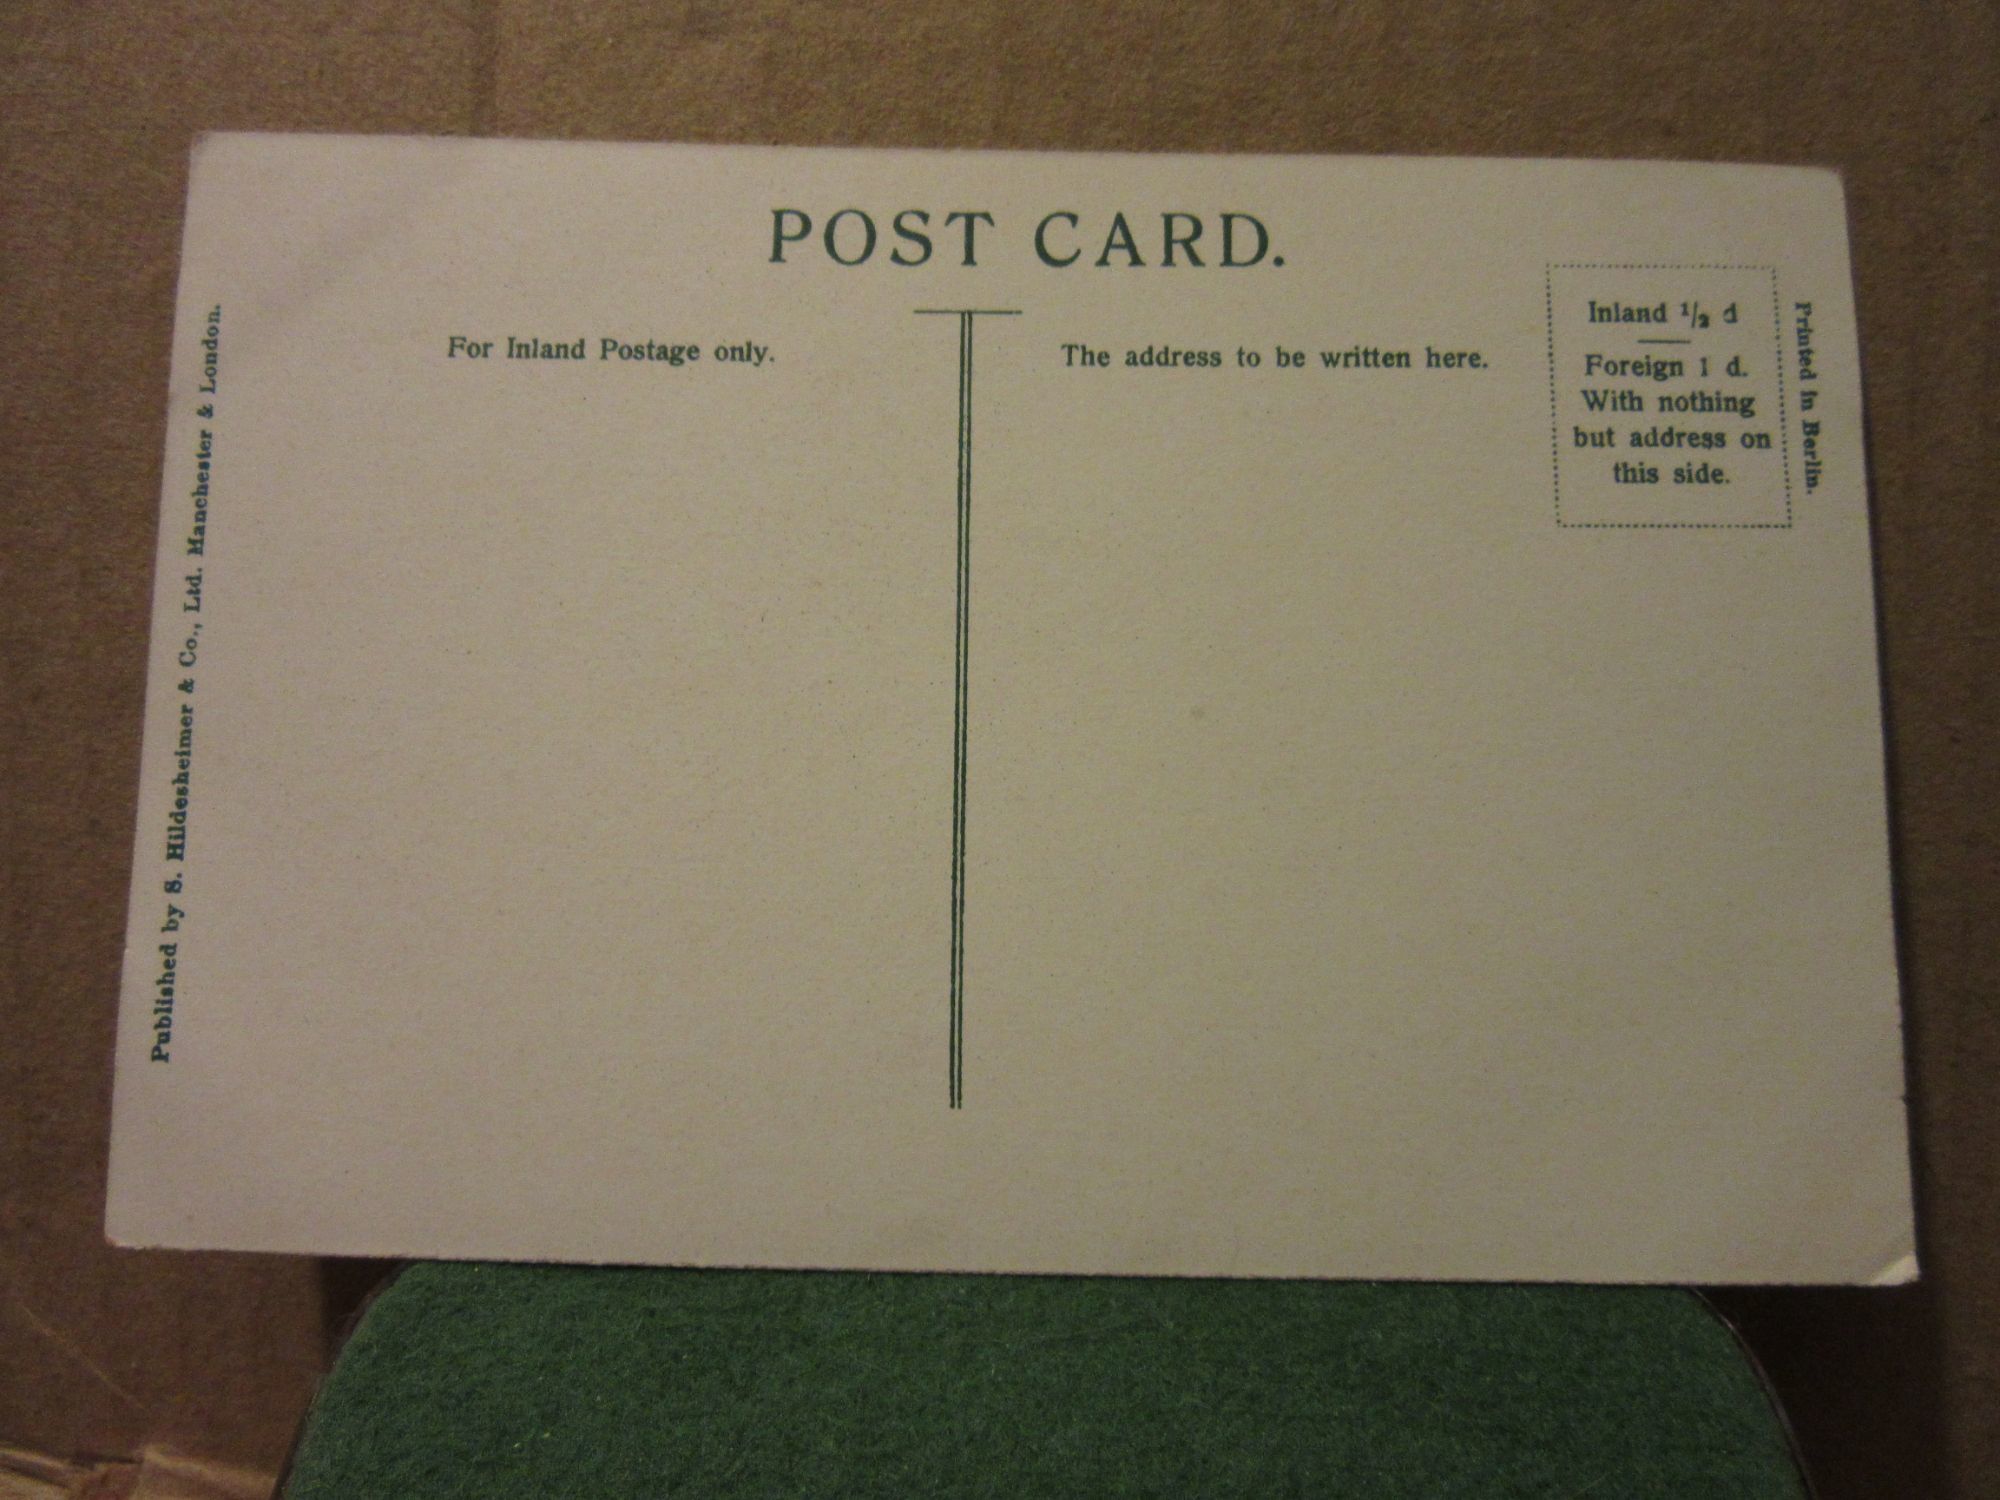 POST CARD.
For Inland Postage only.
The address to be written here.
Inland 1/2 d
Foreign 1 d.
With nothing
but address on
this side.
Printed in Berlin.
Published by S. Hildesheimer & Co., Ltd. Manchester & London.